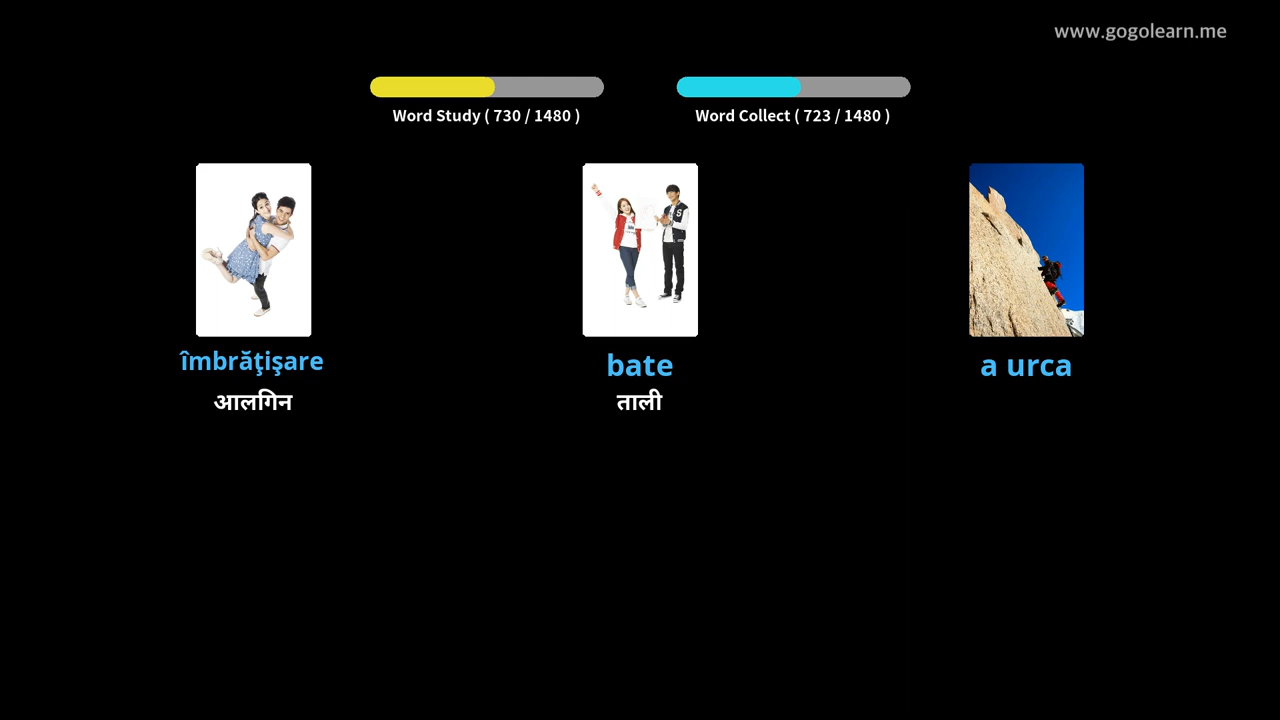 www.gogolearn.me
Word Study ( 730 / 1480 )
Word Collect ( 723 / 1480 )
îmbrăţişare
bate
a urca
आलगिन
ताली